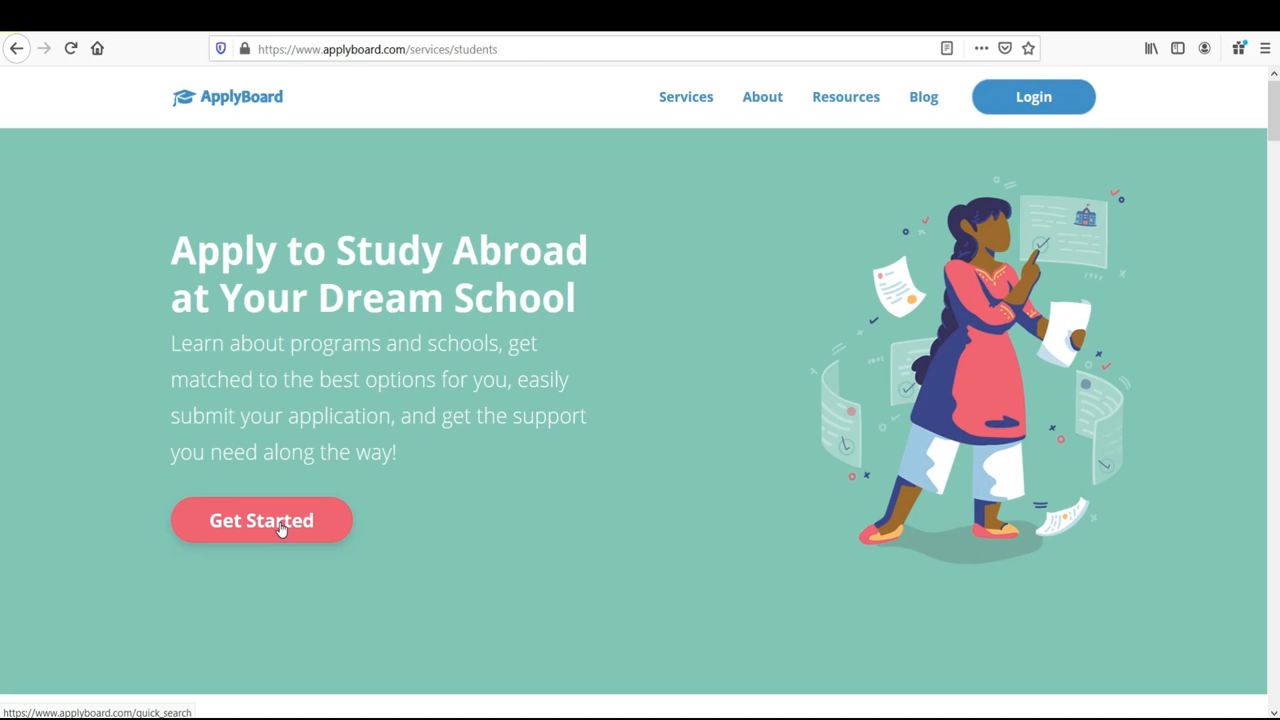 https://www.applyboard.com/services/students
ApplyBoard
Services
About
Resources
Blog
Login
Apply to Study Abroad
at Your Dream School
Learn about programs and schools, get
matched to the best options for you, easily
submit your application, and get the support
you need along the way!
Get Started
https://www.applyboard.com/quick_search